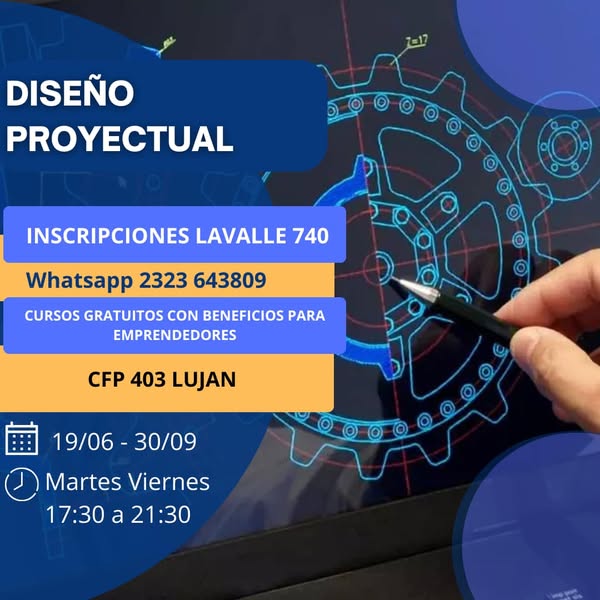 DISEÑO
PROYECTUAL
INSCRIPCIONES LAVALLE 740
Whatsapp 2323 643809
CURSOS GRATUITOS CON BENEFICIOS PARA
EMPRENDEDORES
CFP 403 LUJAN
19/06 - 30/09
Martes Viernes
17:30 a 21:30
Z=17